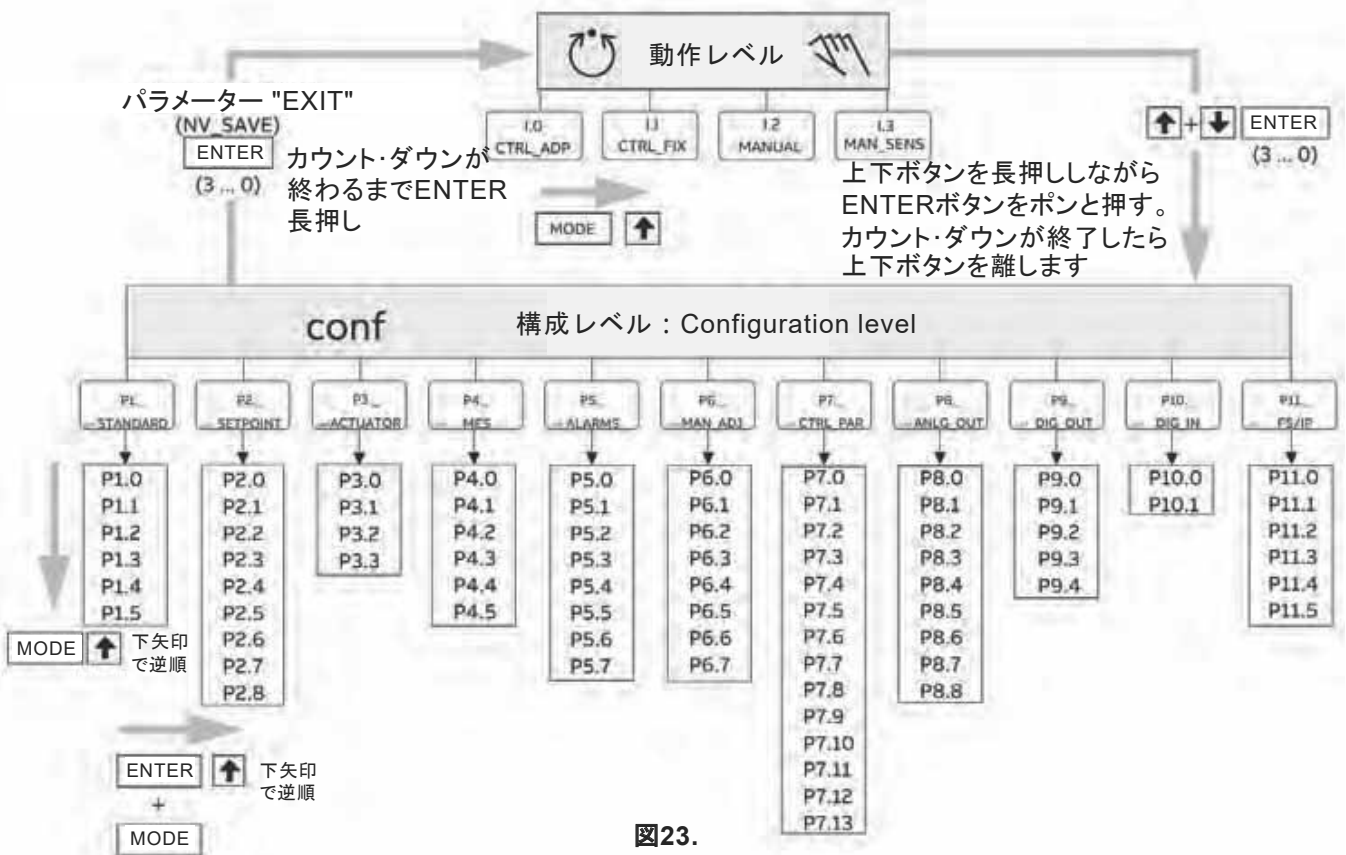 動作レベル
パラメーター "EXIT"
(NV_SAVE)
ENTER
(3 ... 0)
カウント·ダウンが
終わるまでENTER
長押し
1.0
CTRL_ADP
1.1
CTRL_FIX
1.2
MANUAL
1.3
MAN_SENS
MODE
+
ENTER
(3 ... 0)
上下ボタンを長押ししながら
ENTERボタンをポンと押す。
カウント·ダウンが終了したら
上下ボタンを離します
conf
構成レベル：Configuration level
P1._
STANDARD
P2._
SETPOINT
P3._
ACTUATOR
P4._
MES
P5._
ALARMS
P6._
MAN_ADJ
P7._
CTRL_PAR
P8._
ANLG_OUT
P9._
DIG_OUT
P10._
DIG_IN
P11._
FS/IP
P1.0
P1.1
P1.2
P1.3
P1.4
P1.5
P2.0
P2.1
P2.2
P2.3
P2.4
P2.5
P2.6
P2.7
P2.8
P3.0
P3.1
P3.2
P3.3
P4.0
P4.1
P4.2
P4.3
P4.4
P4.5
P5.0
P5.1
P5.2
P5.3
P5.4
P5.5
P5.6
P5.7
P6.0
P6.1
P6.2
P6.3
P6.4
P6.5
P6.6
P6.7
P7.0
P7.1
P7.2
P7.3
P7.4
P7.5
P7.6
P7.7
P7.8
P7.9
P7.10
P7.11
P7.12
P7.13
P8.0
P8.1
P8.2
P8.3
P8.4
P8.5
P8.6
P8.7
P8.8
P9.0
P9.1
P9.2
P9.3
P9.4
P10.0
P10.1
P11.0
P11.1
P11.2
P11.3
P11.4
P11.5
MODE
下矢印
で逆順
ENTER
+
MODE
下矢印
で逆順
図23.